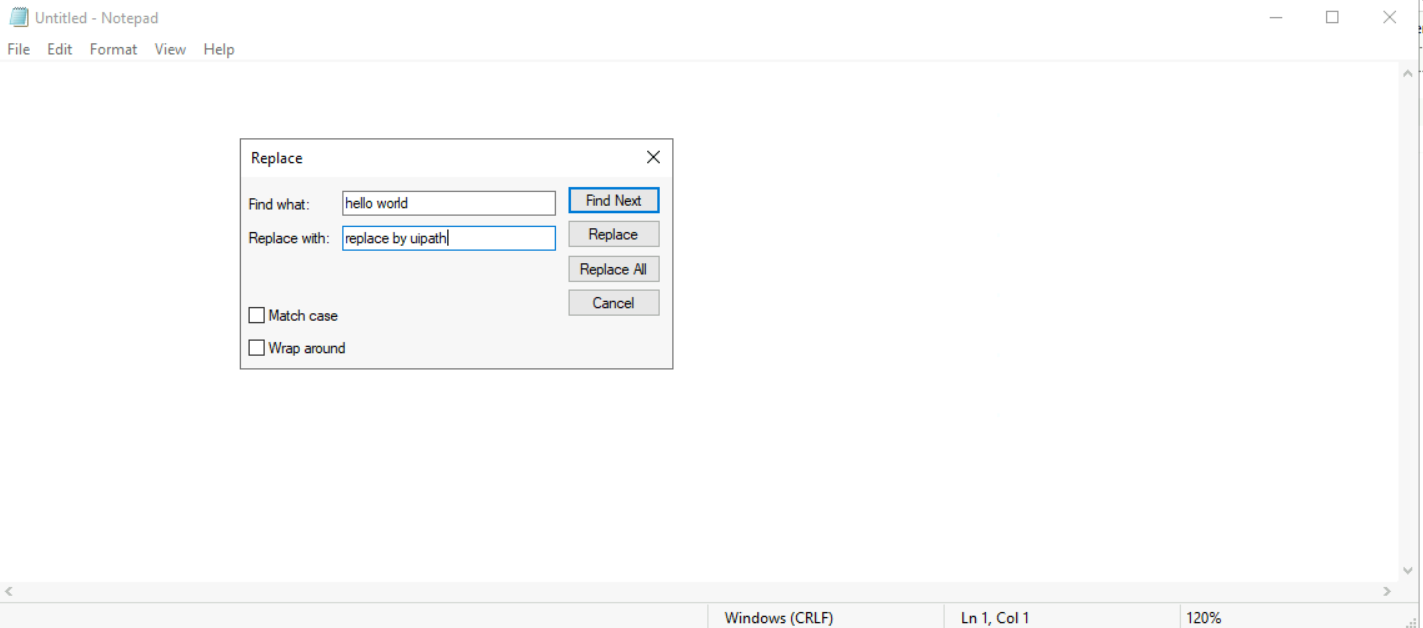 Untitled - Notepad
File Edit Format View Help
Replace
Find what: hello world Find Next
Replace with: replace by uipath Replace
Replace All
Cancel
Match case
Wrap around
Windows (CRLF) Ln 1, Col 1 120%